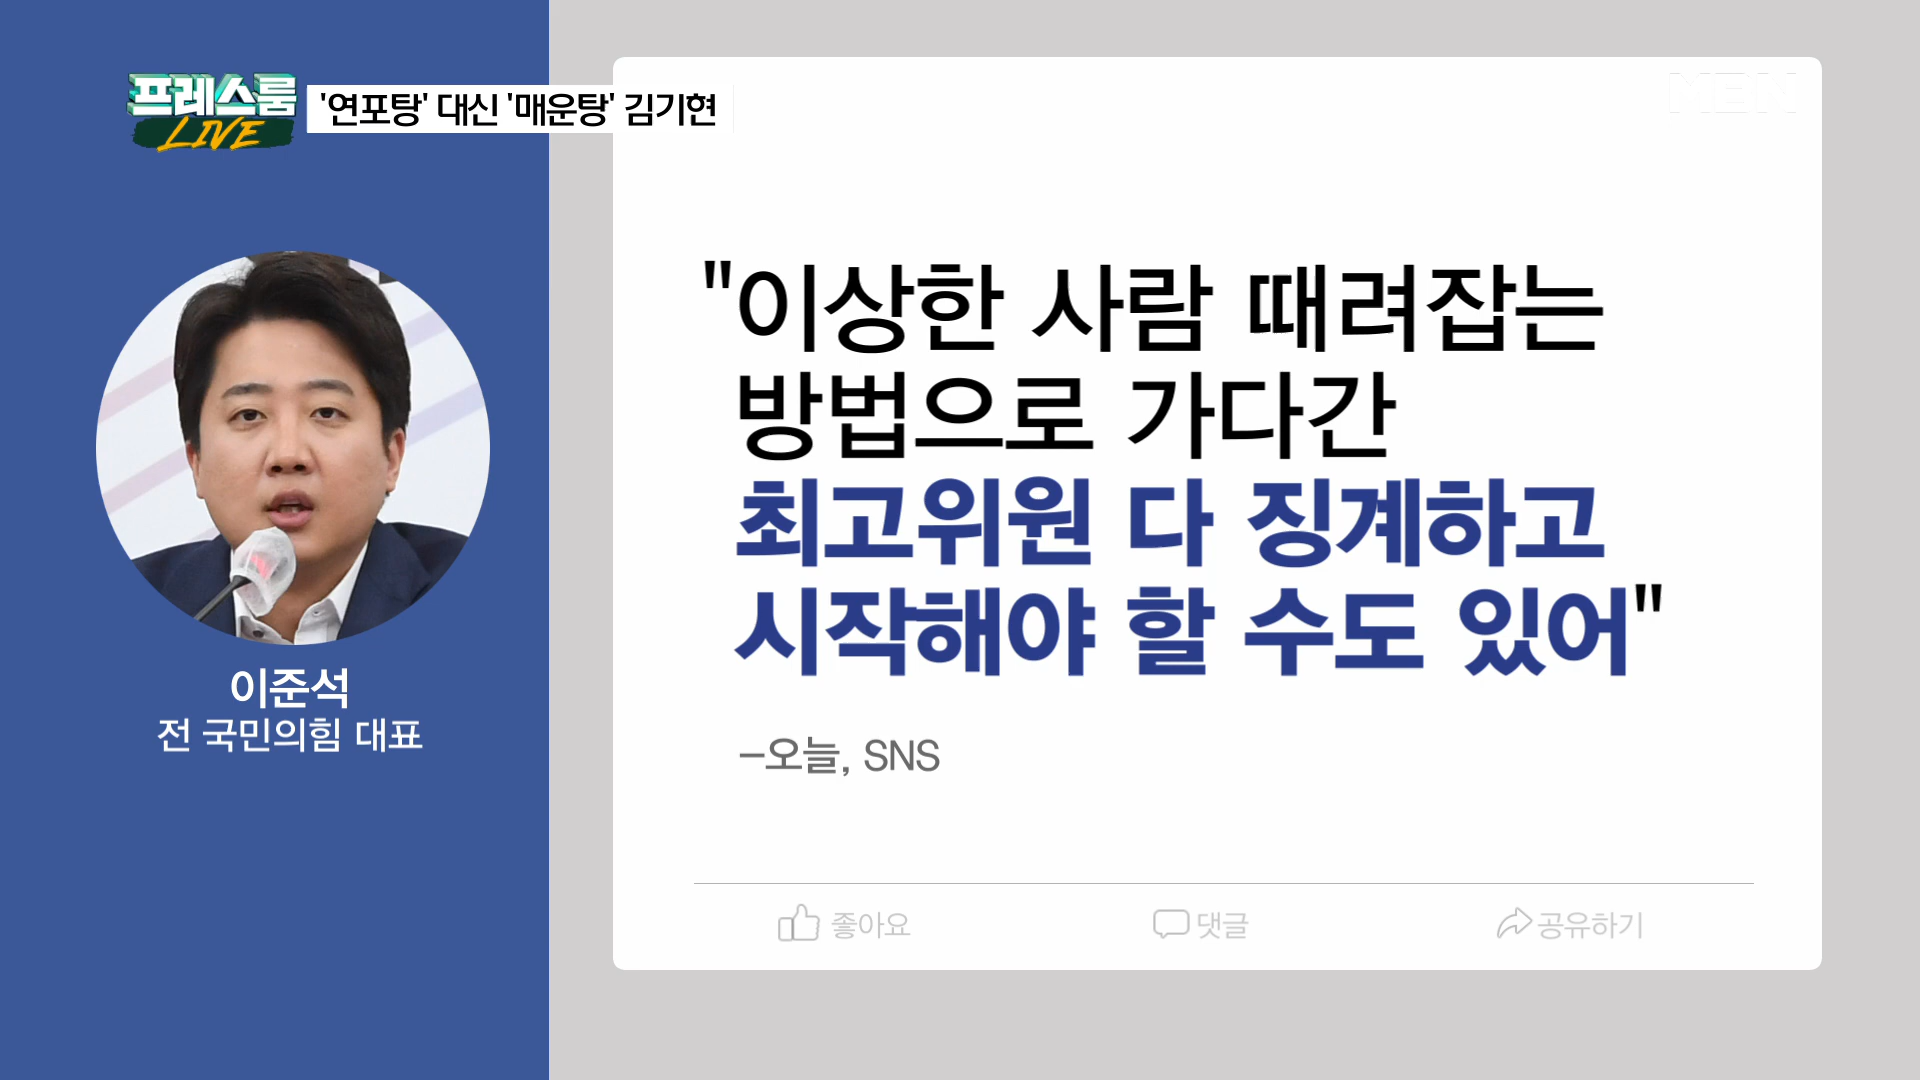 프레스룸
LIVE
'연포탕' 대신 '매운탕' 김기현
MBN
"이상한 사람 때려잡는
방법으로 가다간
최고위원 다 징계하고
시작해야 할 수도 있어"
–오늘, SNS
이준석
전 국민의힘 대표
좋아요 댓글 공유하기